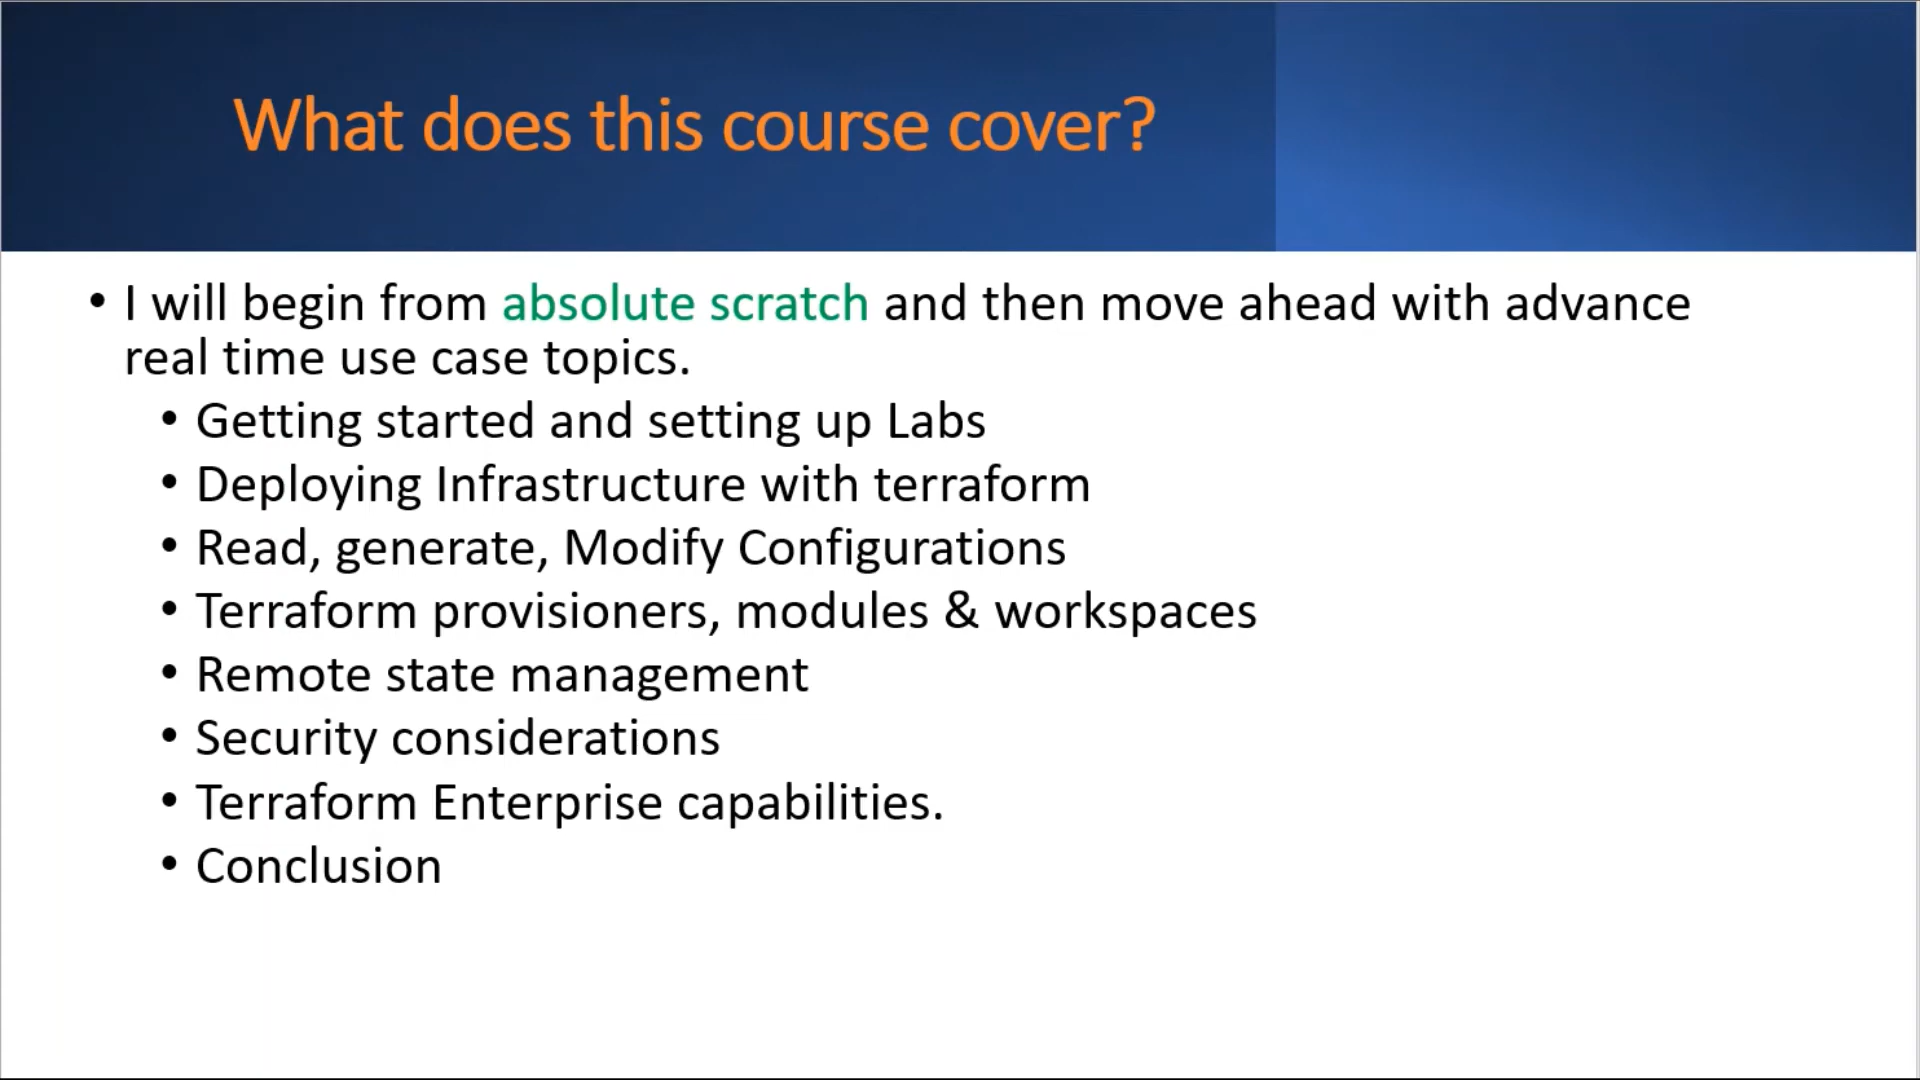 What does this course cover?
• I will begin from absolute scratch and then move ahead with advance
real time use case topics.
• Getting started and setting up Labs
• Deploying Infrastructure with terraform
• Read, generate, Modify Configurations
• Terraform provisioners, modules & workspaces
• Remote state management
• Security considerations
• Terraform Enterprise capabilities.
• Conclusion